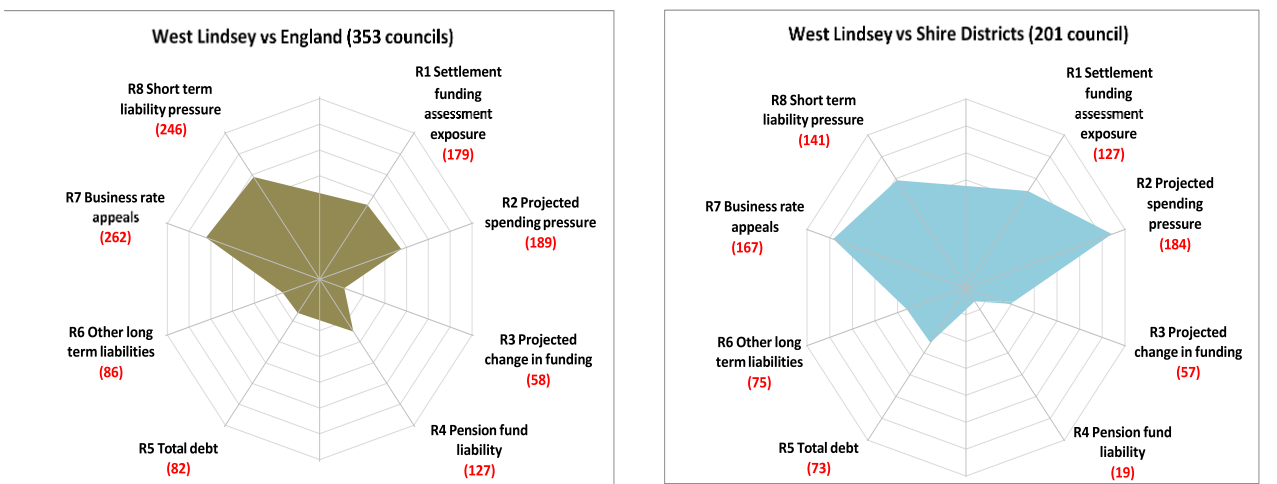 West Lindsey vs England (353 councils)
R1 Settlement
funding
assessment
exposure
(179)
R2 Projected
spending pressure
(189)
R3 Projected
change in funding
(58)
R4 Pension fund
liability
(127)
R5 Total debt
(82)
R6 Other long
term liabilities
(86)
R7 Business rate
appeals
(262)
R8 Short term
liability pressure
(246)
West Lindsey vs Shire Districts (201 council)
R1 Settlement
funding
assessment
exposure
(127)
R2 Projected
spending
pressure
(184)
R3 Projected
change in funding
(57)
R4 Pension fund
liability
(19)
R5 Total debt
(73)
R6 Other long
term liabilities
(75)
R7 Business rate
appeals
(167)
R8 Short term
liability pressure
(141)